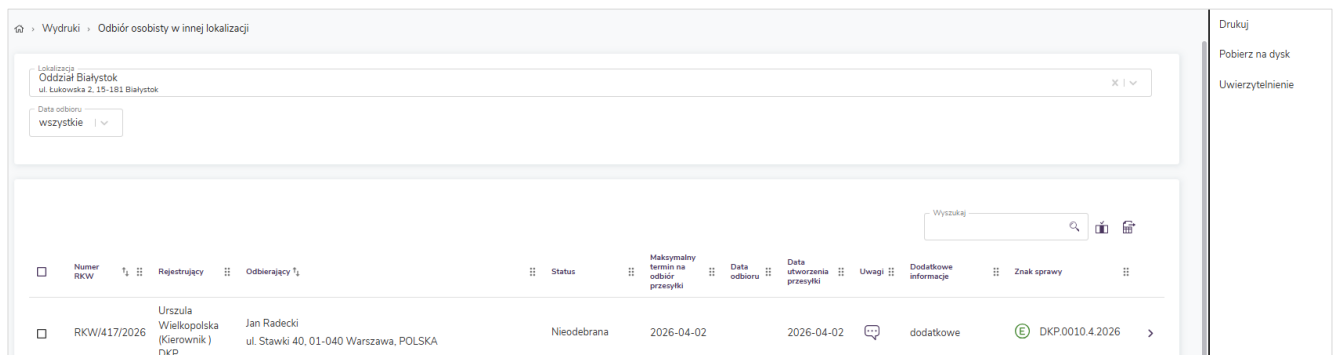 Wydruki › Odbiór osobisty w innej lokalizacji
Drukuj
Pobierz na dysk
Uwierzytelnienie
Lokalizacja
Oddział Białystok
ul. Łukowska 2, 15-181 Białystok
Data odbioru
wszystkie
Wyszukaj
Numer RKW
Rejestrujący
Odbierający
Status
Maksymalny termin na odbiór przesyłki
Data odbioru
Data utworzenia przesyłki
Uwagi
Dodatkowe informacje
Znak sprawy
RKW/417/2026
Urszula
Wielkopolska
(Kierownik )
DKP
Jan Radecki
ul. Stawki 40, 01-040 Warszawa, POLSKA
Nieodebrana
2026-04-02
2026-04-02
dodatkowe
E DKP.0010.4.2026